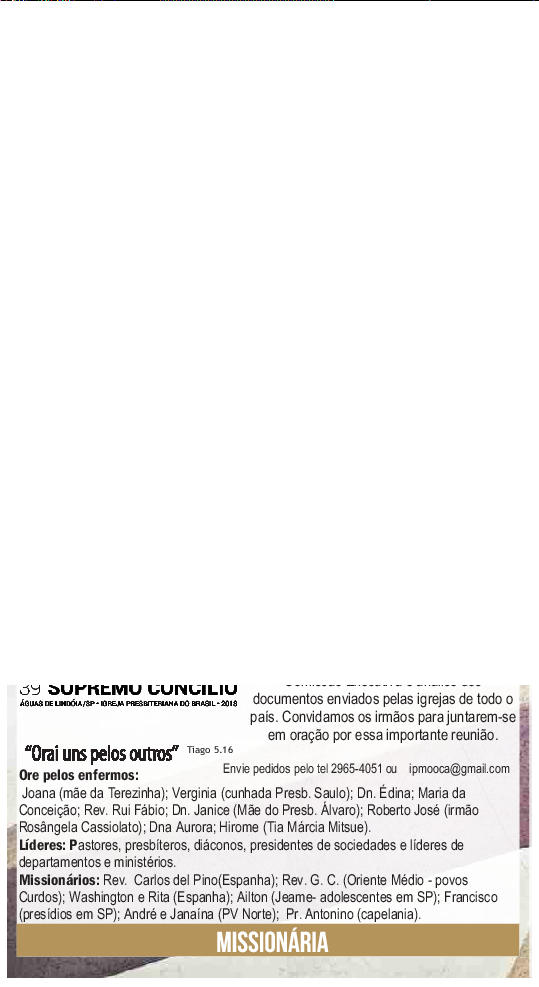 39 SUPREMO CONCÍLIO
ÁGUAS DE LINDÓIA/SP - IGREJA PRESBITERIANA DO BRASIL - 2018
documentos enviados pelas igrejas de todo o
país. Convidamos os irmãos para juntarem-se
em oração por essa importante reunião.
“Orai uns pelos outros” Tiago 5.16
Envie pedidos pelo tel 2965-4051 ou ipmooca@gmail.com
Ore pelos enfermos:
Joana (mãe da Terezinha); Verginia (cunhada Presb. Saulo); Dn. Édina; Maria da
Conceição; Rev. Rui Fábio; Dn. Janice (Mãe do Presb. Álvaro); Roberto José (irmão
Rosângela Cassiolato); Dna Aurora; Hirome (Tia Márcia Mitsue).
Líderes: Pastores, presbíteros, diáconos, presidentes de sociedades e líderes de
departamentos e ministérios.
Missionários: Rev. Carlos del Pino(Espanha); Rev. G. C. (Oriente Médio - povos
Curdos); Washington e Rita (Espanha); Ailton (Jeame- adolescentes em SP); Francisco
(presídios em SP); André e Janaína (PV Norte); Pr. Antonino (capelania).
MISSIONÁRIA